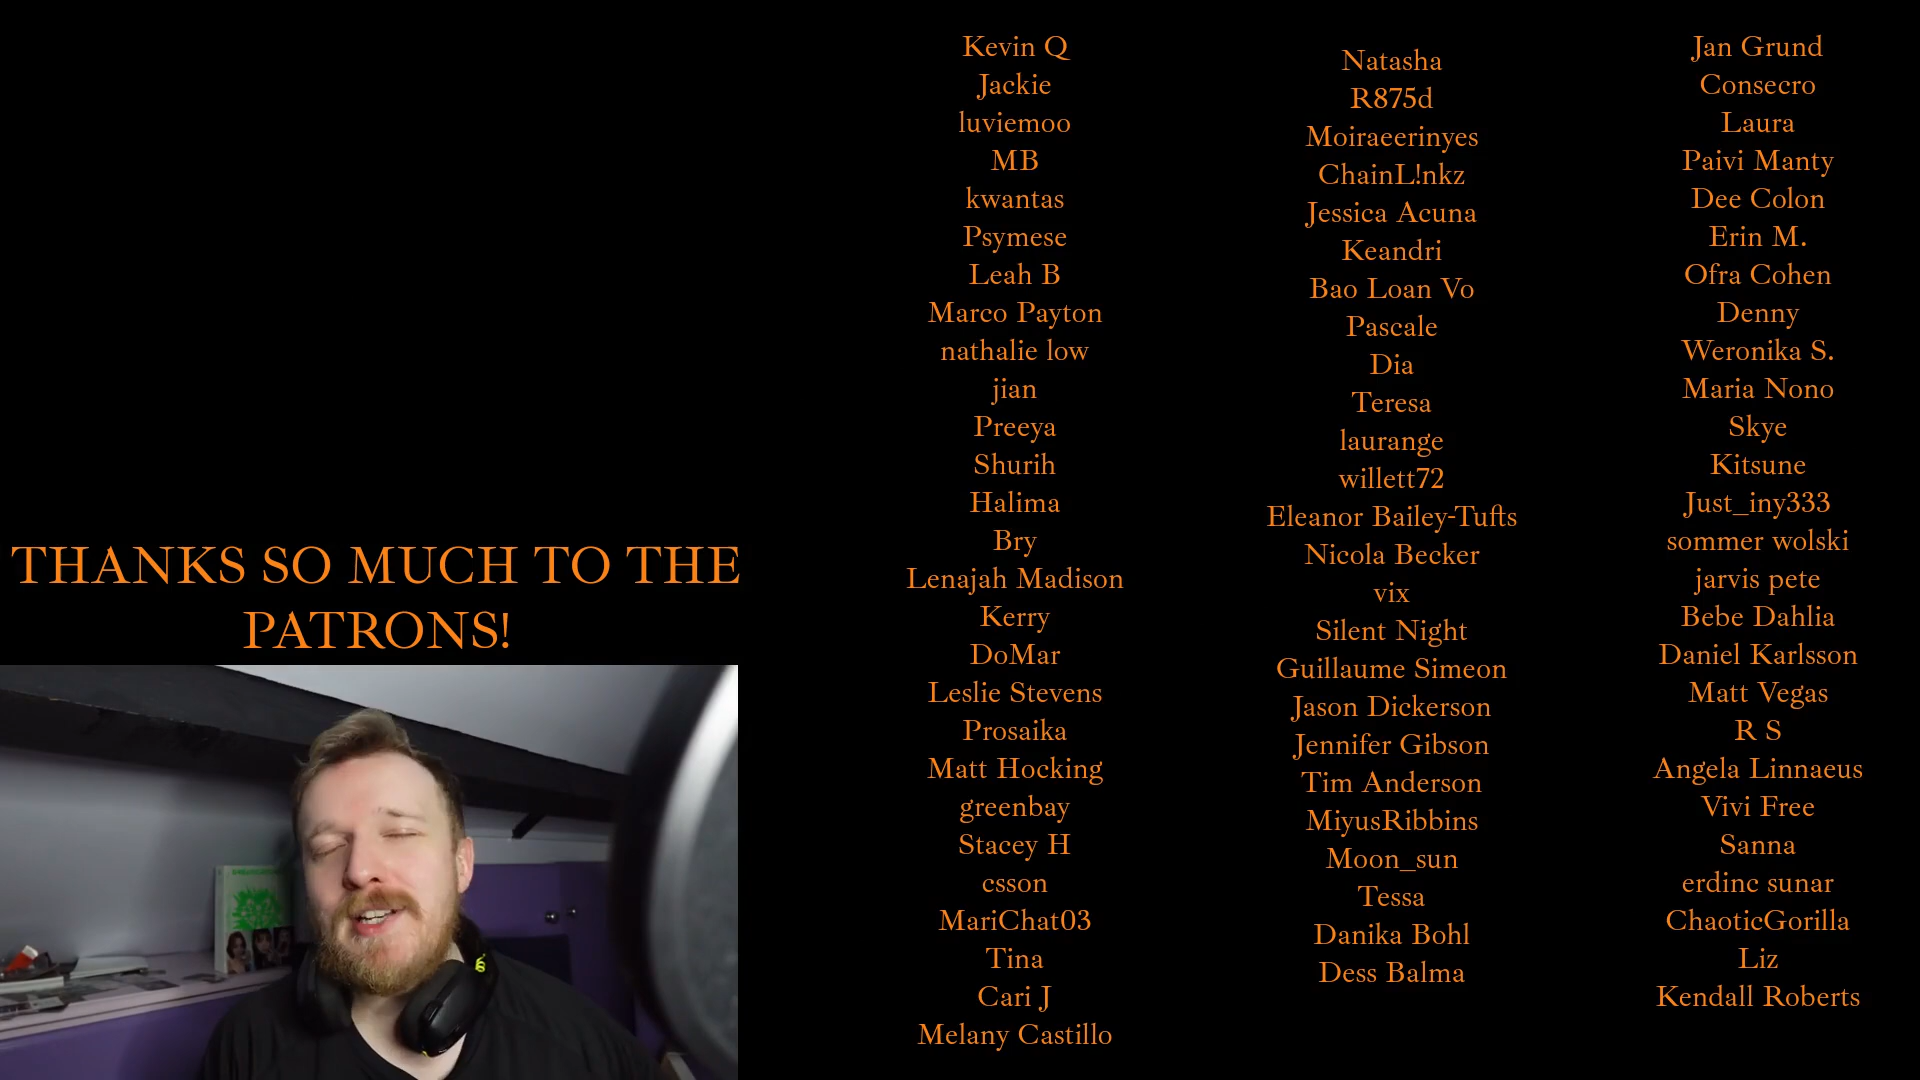 THANKS SO MUCH TO THE
PATRONS!
Kevin Q
Jackie
luviemoo
MB
kwantas
Psymese
Leah B
Marco Payton
nathalie low
jian
Preeya
Shurih
Halima
Bry
Lenajah Madison
Kerry
DoMar
Leslie Stevens
Prosaika
Matt Hocking
greenbay
Stacey H
csson
MariChat03
Tina
Cari J
Melany Castillo
Natasha
R875d
Moiraeerinyes
ChainL!nkz
Jessica Acuna
Keandri
Bao Loan Vo
Pascale
Dia
Teresa
laurange
willett72
Eleanor Bailey-Tufts
Nicola Becker
vix
Silent Night
Guillaume Simeon
Jason Dickerson
Jennifer Gibson
Tim Anderson
MiyusRibbins
Moon_sun
Tessa
Danika Bohl
Dess Balma
Jan Grund
Consecro
Laura
Paivi Manty
Dee Colon
Erin M.
Ofra Cohen
Denny
Weronika S.
Maria Nono
Skye
Kitsune
Just_iny333
sommer wolski
jarvis pete
Bebe Dahlia
Daniel Karlsson
Matt Vegas
R S
Angela Linnaeus
Vivi Free
Sanna
erdinc sunar
ChaoticGorilla
Liz
Kendall Roberts